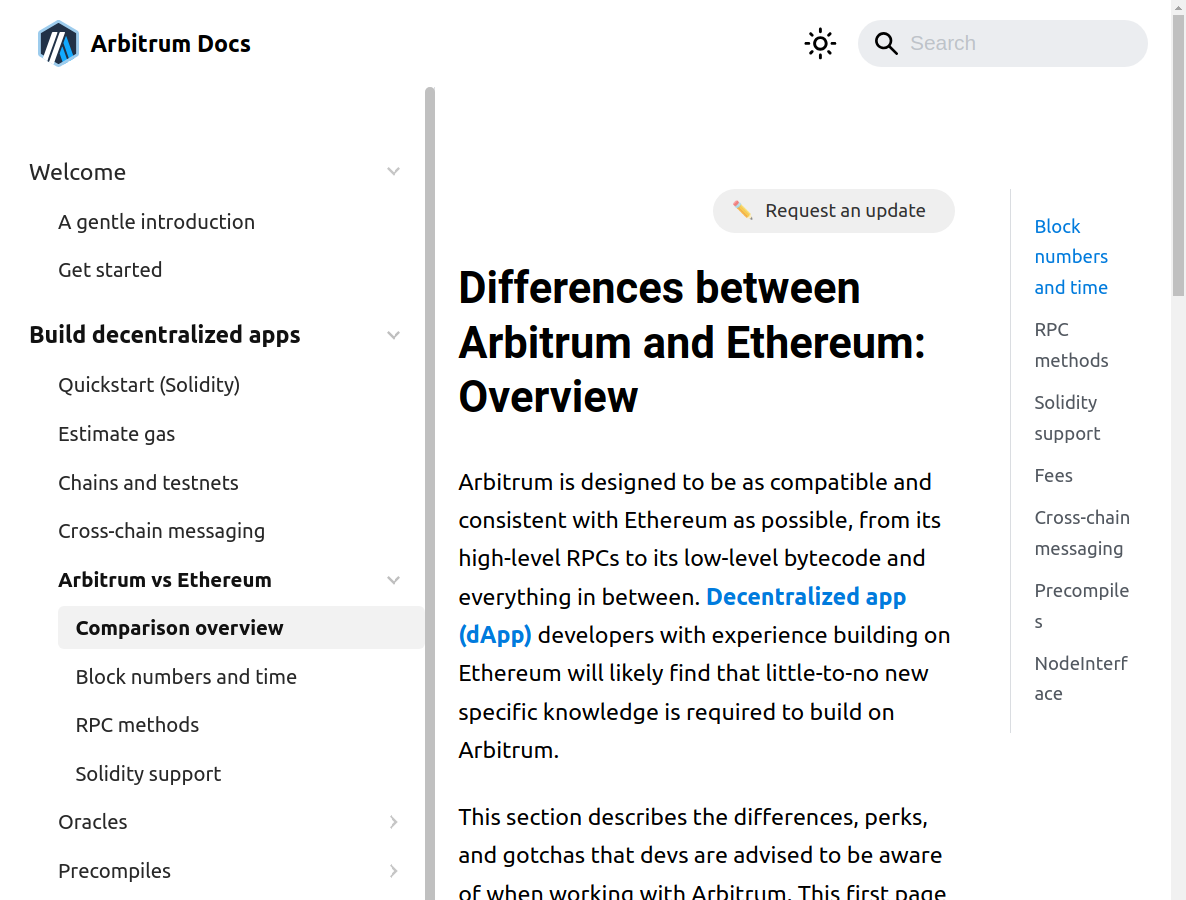 Arbitrum Docs
Search
Welcome
A gentle introduction
Get started
Build decentralized apps
Quickstart (Solidity)
Estimate gas
Chains and testnets
Cross-chain messaging
Arbitrum vs Ethereum
Comparison overview
Block numbers and time
RPC methods
Solidity support
Oracles
Precompiles
Request an update
Differences between
Arbitrum and Ethereum:
Overview
Arbitrum is designed to be as compatible and
consistent with Ethereum as possible, from its
high-level RPCs to its low-level bytecode and
everything in between. Decentralized app
(dApp) developers with experience building on
Ethereum will likely find that little-to-no new
specific knowledge is required to build on
Arbitrum.
This section describes the differences, perks,
and gotchas that devs are advised to be aware
of when working with Arbitrum. This first page
Block
numbers
and time
RPC
methods
Solidity
support
Fees
Cross-chain
messaging
Precompile
s
NodeInterf
ace